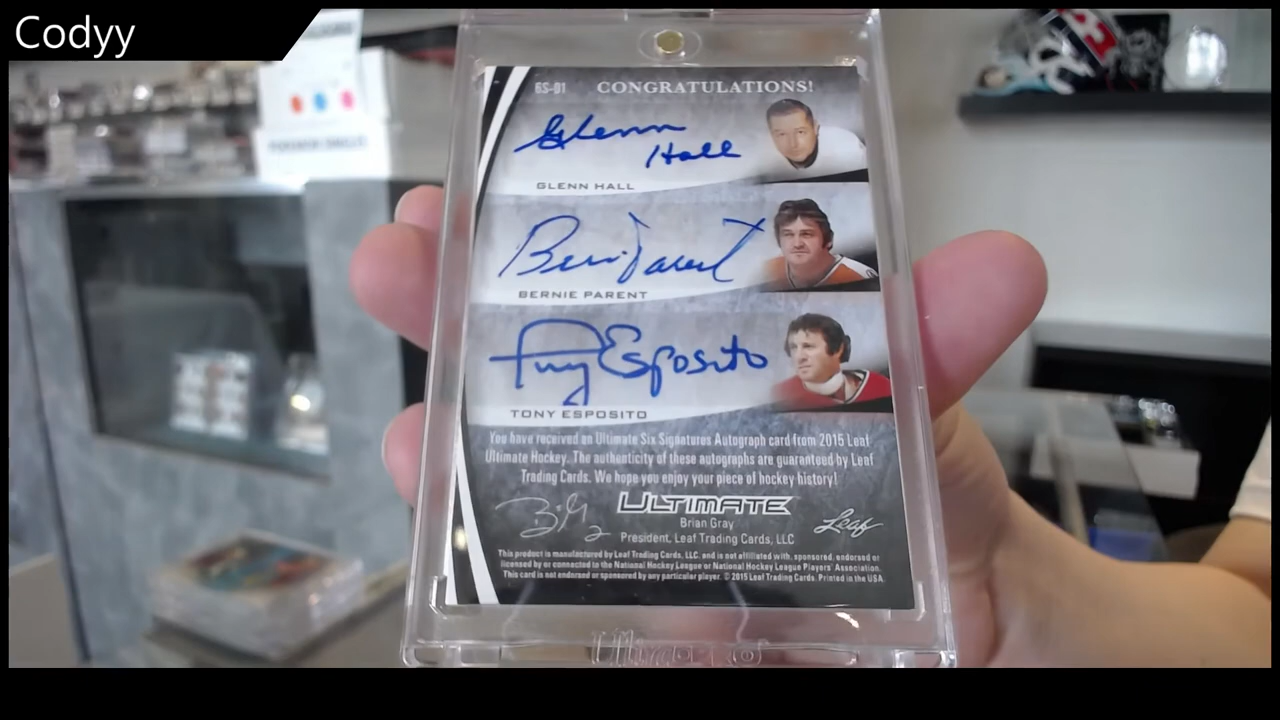 Codyy
6S-01 CONGRATULATIONS!
Glenn
Hall
GLENN HALL
Bernie Parent
BERNIE PARENT
Tony Esposito
TONY ESPOSITO
You have received an Ultimate Six Signatures Autograph card from 2015 Leaf
Ultimate Hockey. The authenticity of these autographs are guaranteed by Leaf
Trading Cards. We hope you enjoy your piece of hockey history!
ULTIMATE
Brian Gray
Leaf
President, Leaf Trading Cards, LLC
This product is manufactured by Leaf Trading Cards, LLC. and is not affiliated with, sponsored, endorsed or
licensed by or connected to the National Hockey League or National Hockey League Players' Association.
This card is not endorsed or sponsored by any particular player. © 2015 Leaf Trading Cards. Printed in the USA.
Ultra PRO